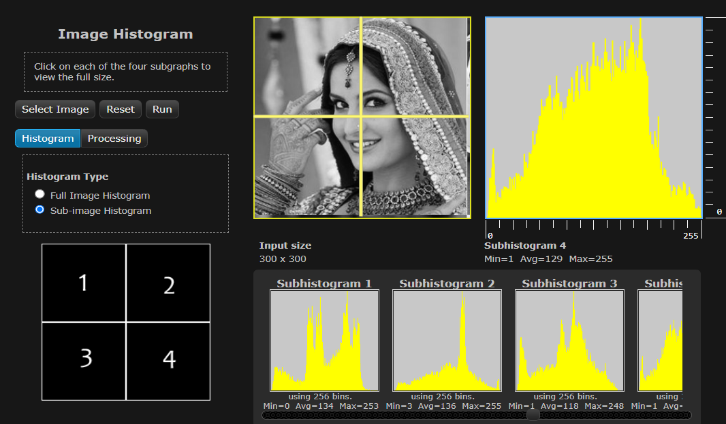 Image Histogram
Click on each of the four subgraphs to
view the full size.
Select Image Reset Run
Histogram Processing
Histogram Type
Full Image Histogram
Sub-image Histogram
1 2
3 4
Input size
300 x 300
0
0 255
Subhistogram 4
Min=1 Avg=129 Max=255
Subhistogram 1 Subhistogram 2 Subhistogram 3 Subhis
using 256 bins. using 256 bins. using 256 bins. using
Min=0 Avg=134 Max=253 Min=3 Avg=136 Max=255 Min=1 Avg=118 Max=248 Min=1 Avg=